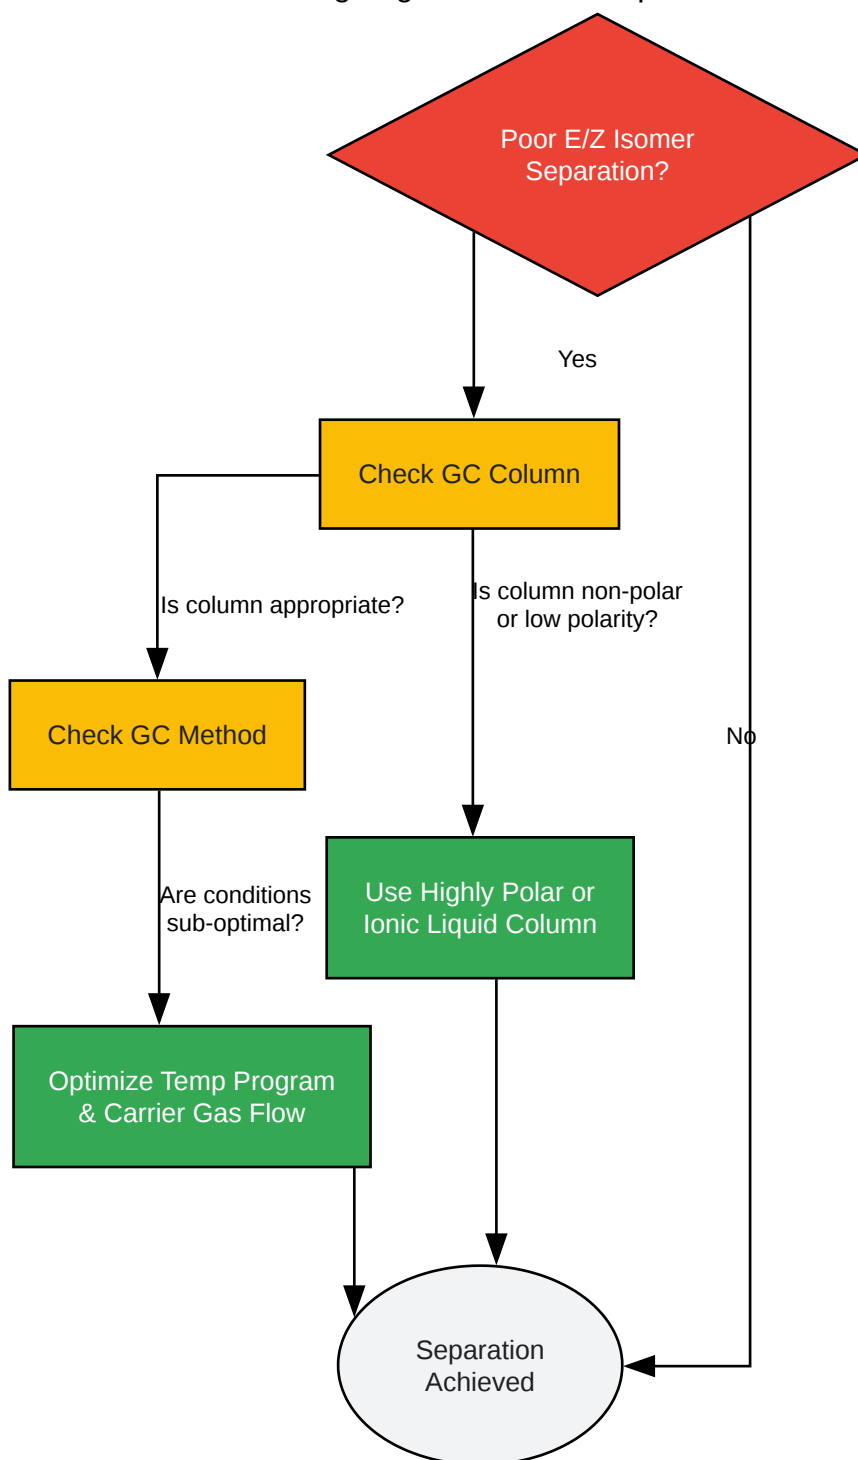 Poor E/Z Isomer
Separation?
Yes
Check GC Column
Is column appropriate?
Is column non-polar
or low polarity?
Check GC Method
No
Are conditions
sub-optimal?
Use Highly Polar or
Ionic Liquid Column
Optimize Temp Program
& Carrier Gas Flow
Separation
Achieved